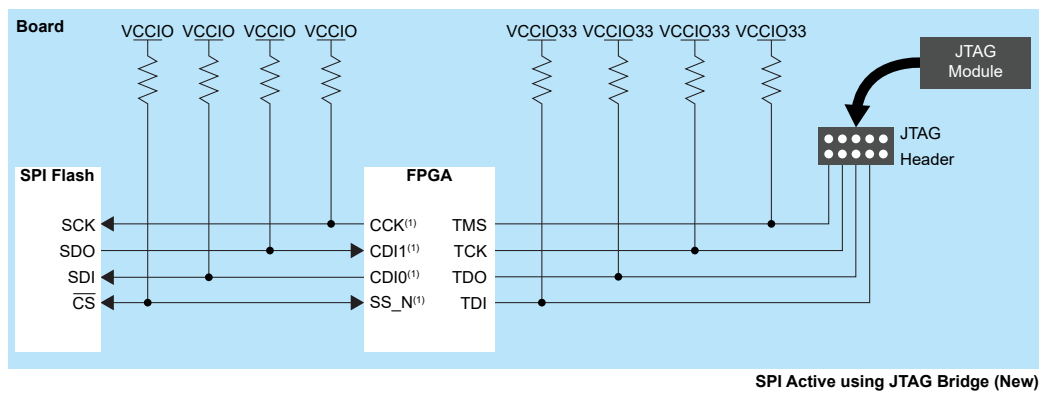 Board
VCCIO VCCIO VCCIO VCCIO
VCCIO33 VCCIO33 VCCIO33 VCCIO33
JTAG
Module
JTAG
Header
SPI Flash
SCK
SDO
SDI
CS
FPGA
CCK(1) TMS
CDI1(1) TCK
CDI0(1) TDO
SS_N(1) TDI
SPI Active using JTAG Bridge (New)